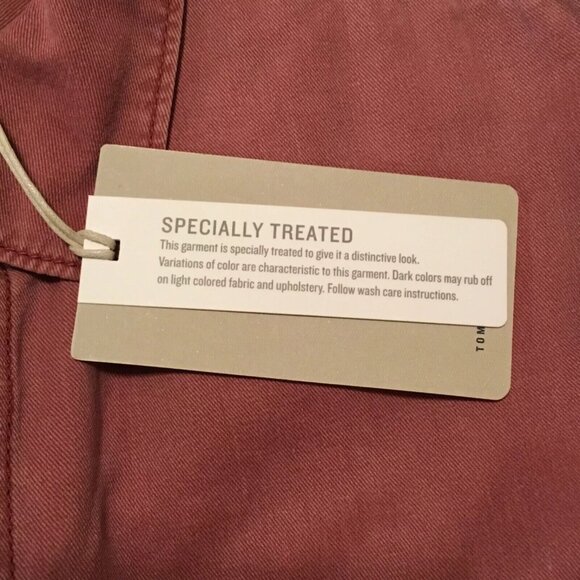 SPECIALLY TREATED
This garment is specially treated to give it a distinctive look.
Variations of color are characteristic to this garment. Dark colors may rub off
on light colored fabric and upholstery. Follow wash care instructions.
TOM